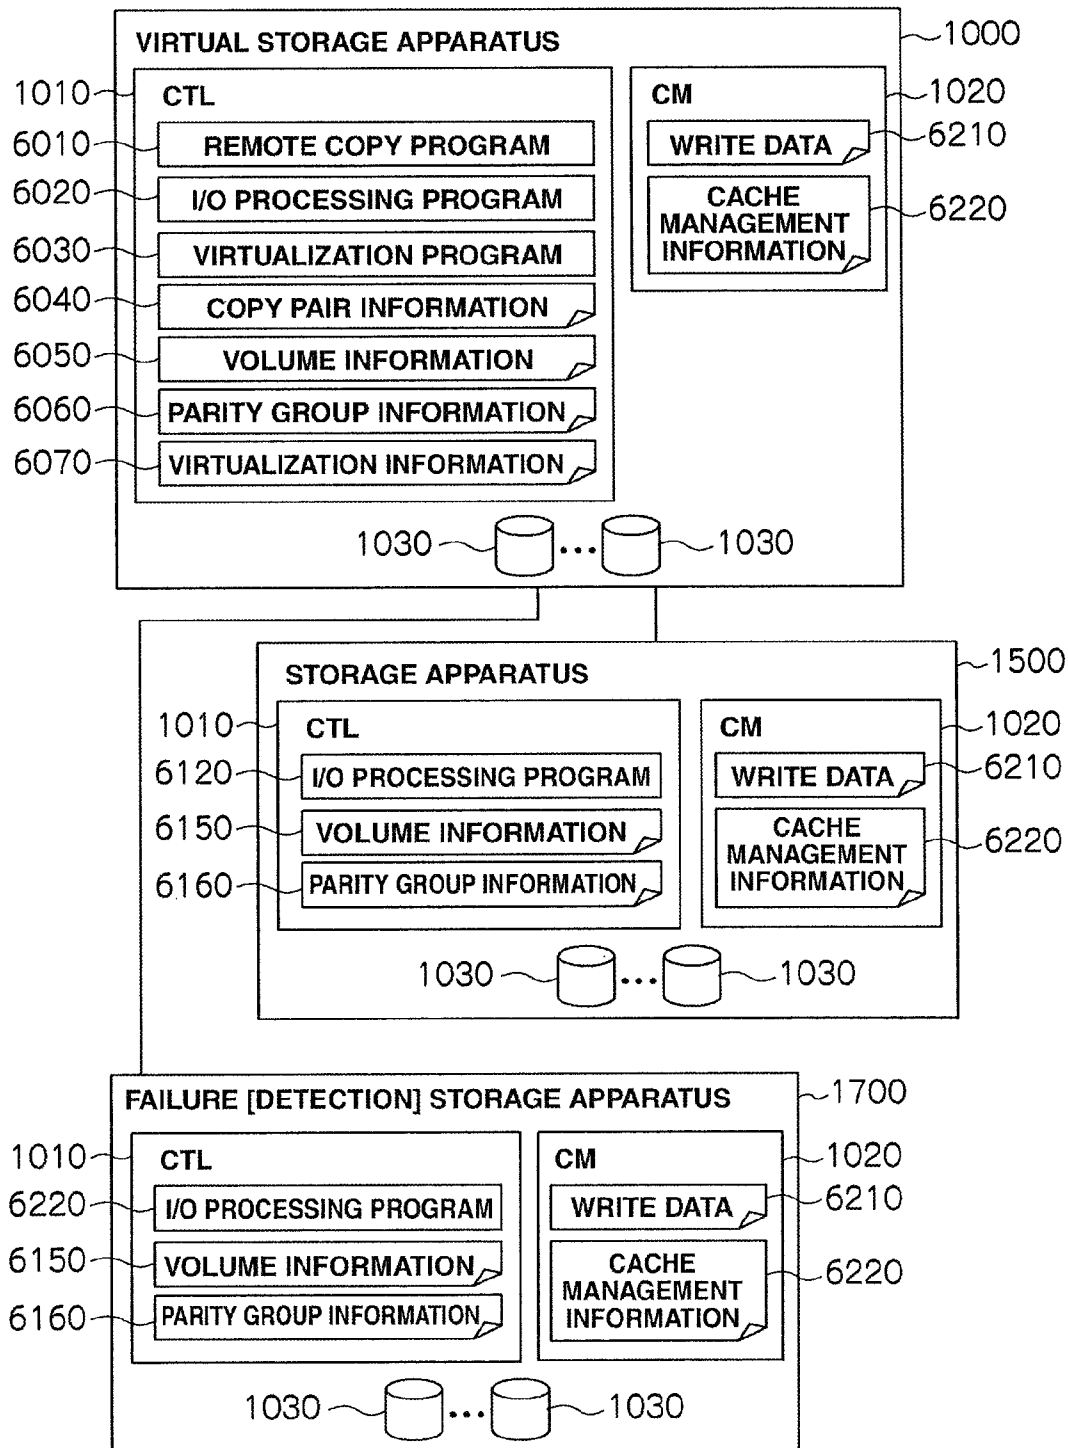 VIRTUAL STORAGE APPARATUS
1000
1010
CTL
CM
1020
6010
REMOTE COPY PROGRAM
WRITE DATA
6210
6020
I/O PROCESSING PROGRAM
CACHE
MANAGEMENT
INFORMATION
6220
6030
VIRTUALIZATION PROGRAM
6040
COPY PAIR INFORMATION
6050
VOLUME INFORMATION
6060
PARITY GROUP INFORMATION
6070
VIRTUALIZATION INFORMATION
1030
...
1030
STORAGE APPARATUS
1500
1010
CTL
CM
1020
6120
I/O PROCESSING PROGRAM
WRITE DATA
6210
6150
VOLUME INFORMATION
CACHE
MANAGEMENT
INFORMATION
6220
6160
PARITY GROUP INFORMATION
1030
...
1030
FAILURE [DETECTION] STORAGE APPARATUS
1700
1010
CTL
CM
1020
6220
I/O PROCESSING PROGRAM
WRITE DATA
6210
6150
VOLUME INFORMATION
CACHE
MANAGEMENT
INFORMATION
6220
6160
PARITY GROUP INFORMATION
1030
...
1030